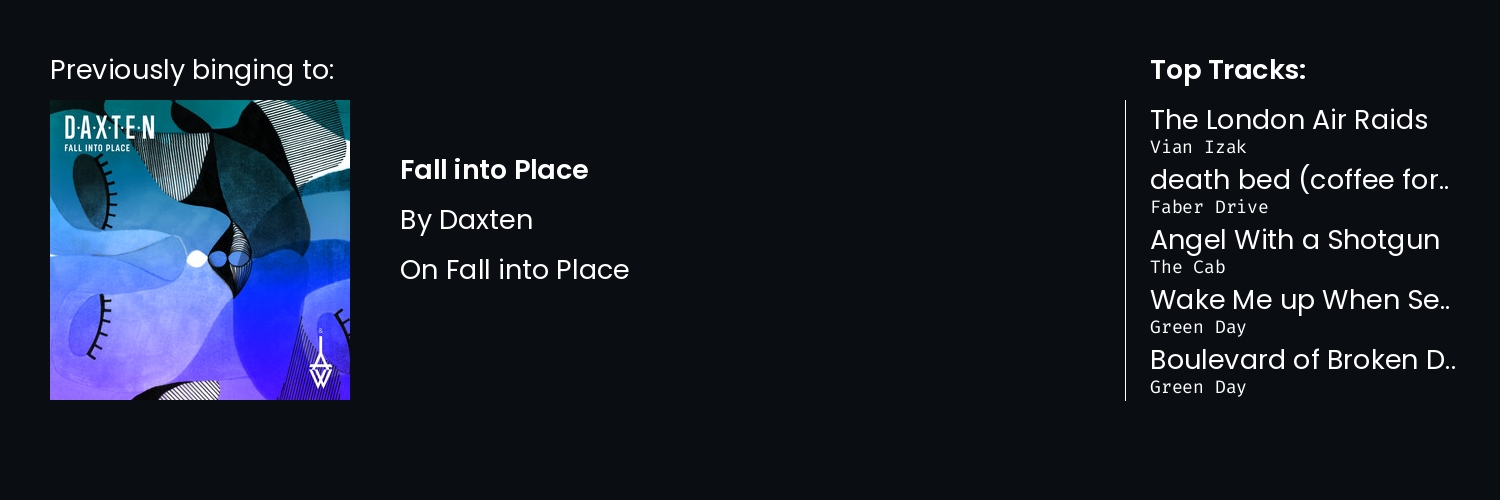 Previously binging to:
D·A·X·T·E·N
FALL INTO PLACE
Fall into Place
By Daxten
On Fall into Place
Top Tracks:
The London Air Raids
Vian Izak
death bed (coffee for..
Faber Drive
Angel With a Shotgun
The Cab
Wake Me up When Se..
Green Day
Boulevard of Broken D..
Green Day